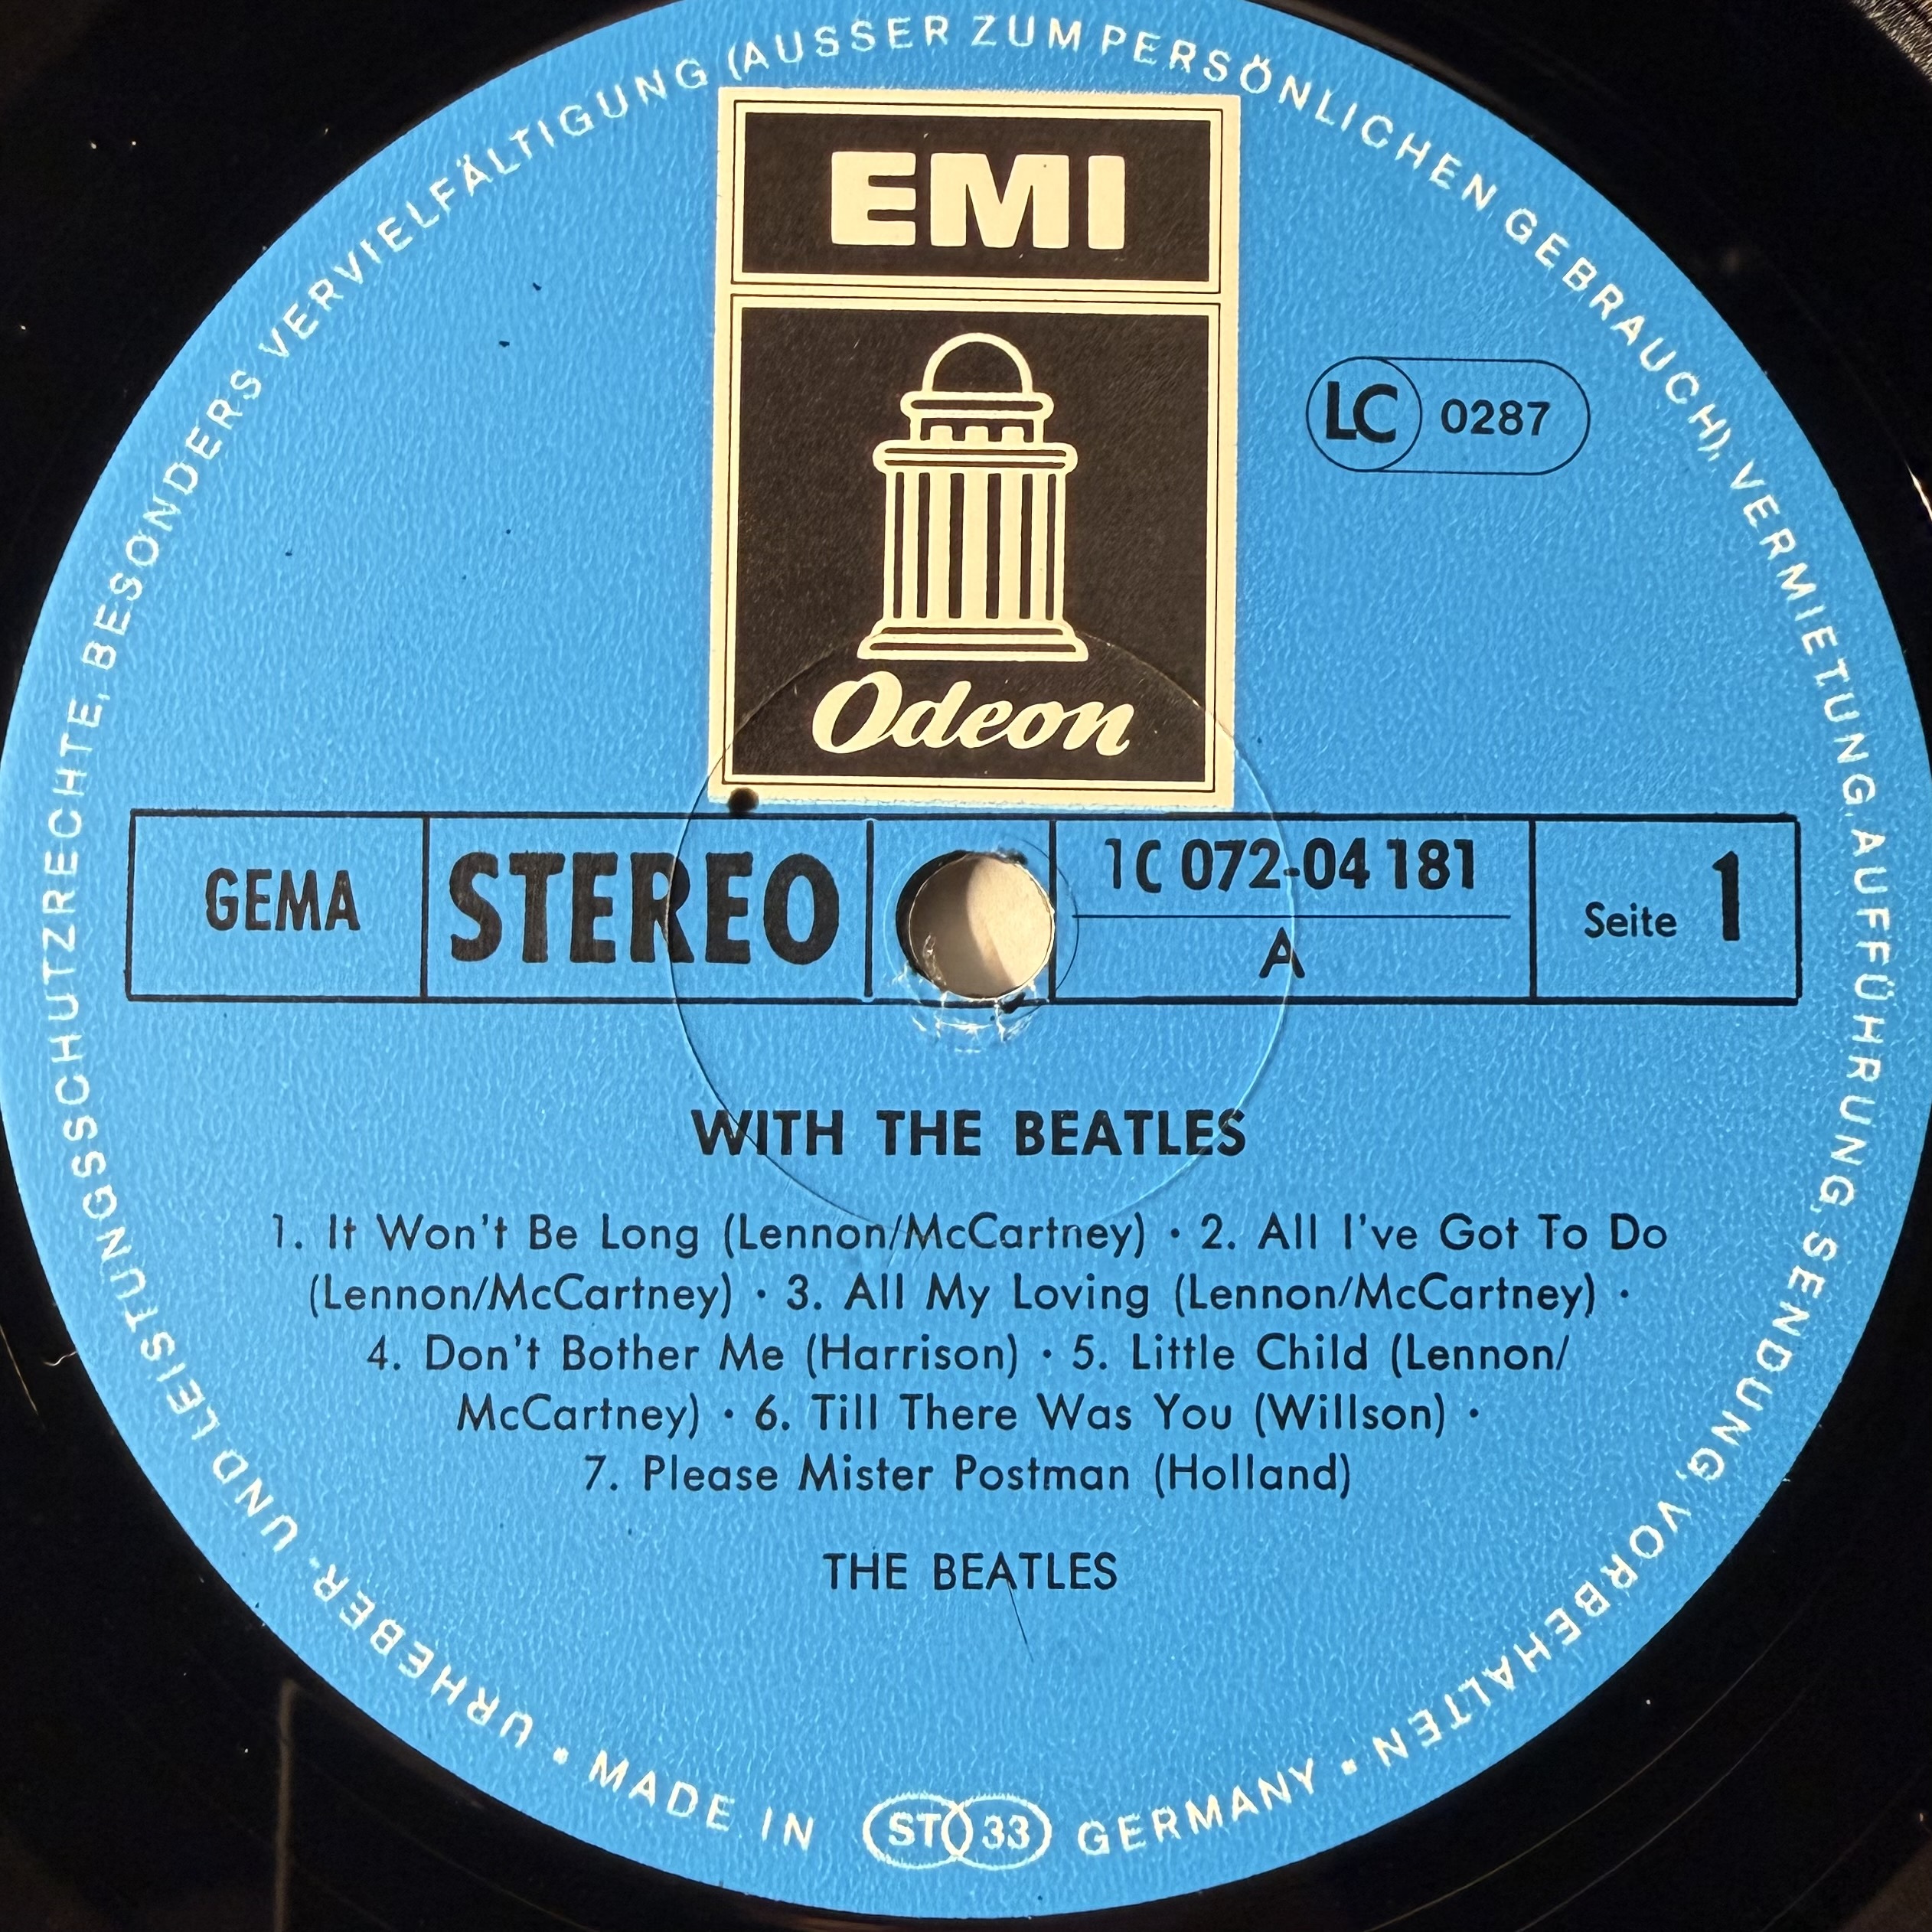 URHEBER- UND LEISTUNGSSCHUTZRECHTE, BESONDERS VERVIELFÄLTIGUNG (AUSSER ZUM PERSÖNLICHEN GEBRAUCH), VERMIETUNG, AUFFÜHRUNG, SENDUNG, VORBEHALTEN •
EMI
LC 0287
Odeon
GEMA
STEREO
1C 072-04 181
A
Seite 1
WITH THE BEATLES
1. It Won't Be Long (Lennon/McCartney) · 2. All I've Got To Do
(Lennon/McCartney) · 3. All My Loving (Lennon/McCartney) ·
4. Don't Bother Me (Harrison) · 5. Little Child (Lennon/
McCartney) · 6. Till There Was You (Willson) ·
7. Please Mister Postman (Holland)
THE BEATLES
• MADE IN ST 33 GERMANY